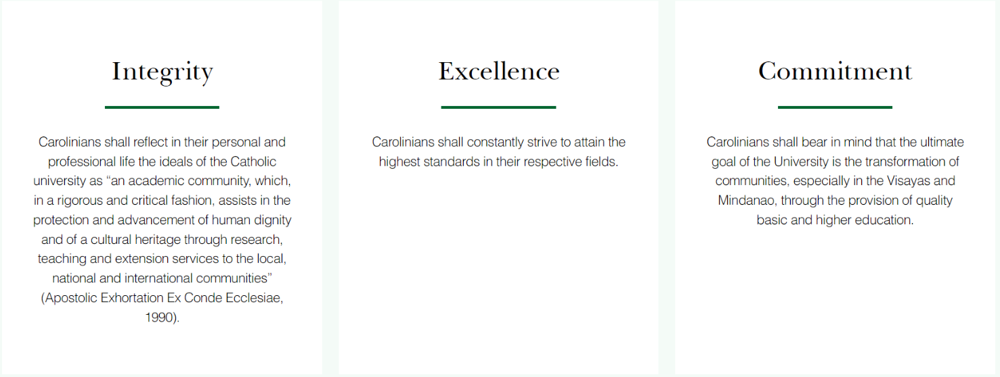 Integrity
Carolinians shall reflect in their personal and
professional life the ideals of the Catholic
university as “an academic community, which,
in a rigorous and critical fashion, assists in the
protection and advancement of human dignity
and of a cultural heritage through research,
teaching and extension services to the local,
national and international communities”
(Apostolic Exhortation Ex Conde Ecclesiae,
1990).
Excellence
Carolinians shall constantly strive to attain the
highest standards in their respective fields.
Commitment
Carolinians shall bear in mind that the ultimate
goal of the University is the transformation of
communities, especially in the Visayas and
Mindanao, through the provision of quality
basic and higher education.